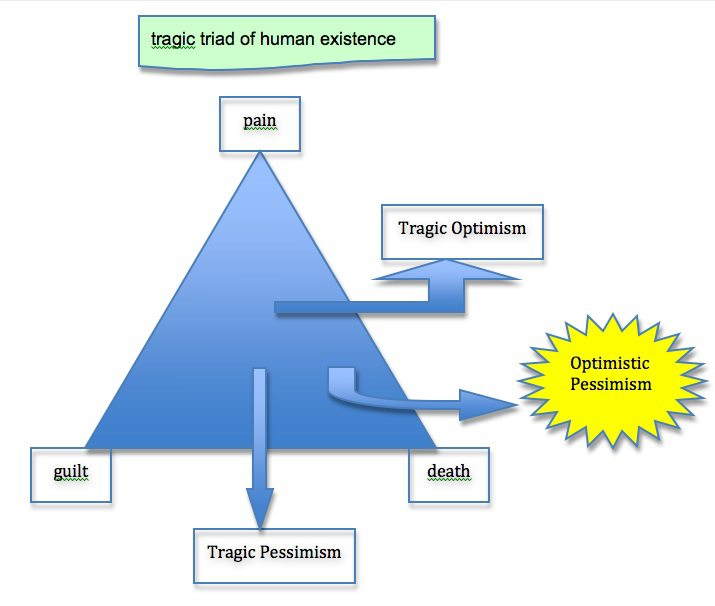 tragic triad of human existence
pain
Tragic Optimism
Optimistic
Pessimism
guilt
death
Tragic Pessimism